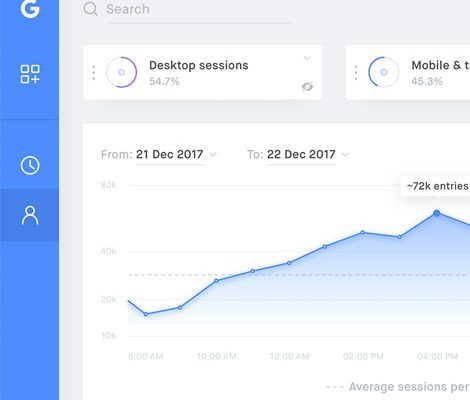 G
Search
Desktop sessions
54.7%
Mobile & t
45.3%
From: 21 Dec 2017
To: 22 Dec 2017
~72k entries
80k
40k
20k
10k
8:00 AM
10:00 AM
12:00 AM
02:00 PM
04:00 PM
Average sessions per